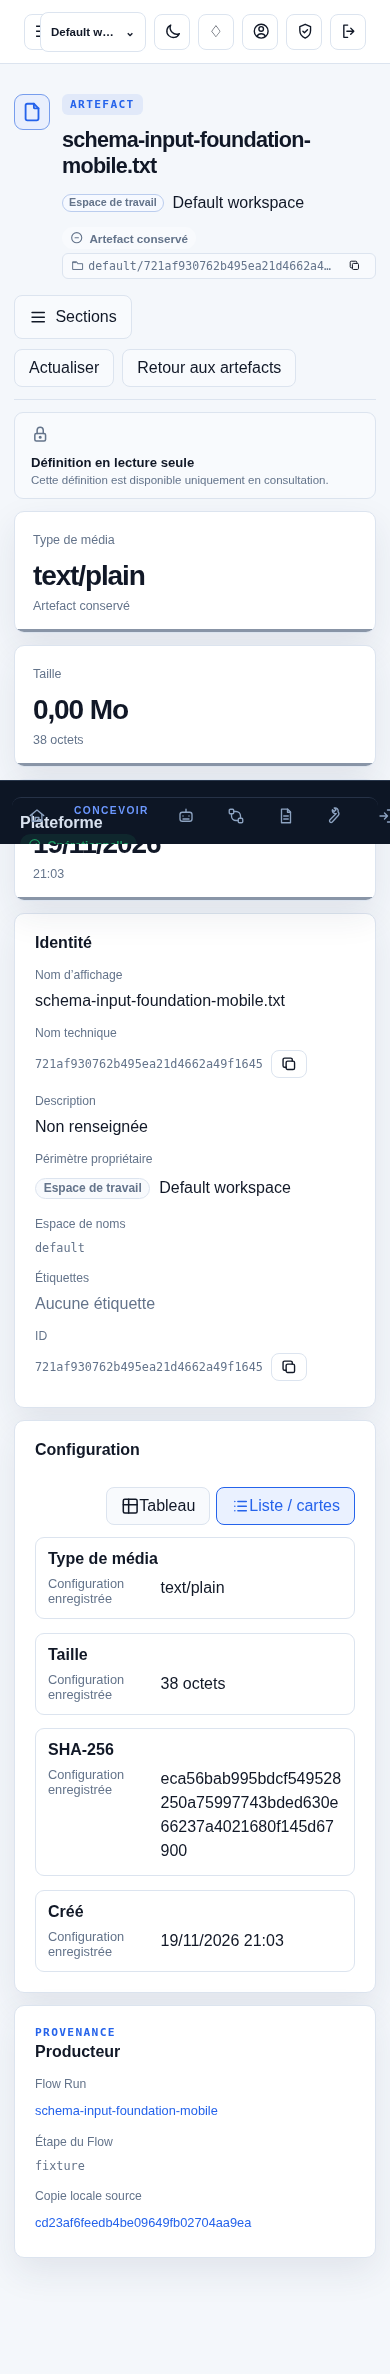 Default w...
ARTEFACT
schema-input-foundation-
mobile.txt
Espace de travail Default workspace
Artefact conservé
default/721af930762b495ea21d4662a4…
Sections
Actualiser
Retour aux artefacts
Définition en lecture seule
Cette définition est disponible uniquement en consultation.
Type de média
text/plain
Artefact conservé
Taille
0,00 Mo
38 octets
CONCEVOIR
Plateforme
19/11/2026
21:03
Identité
Nom d’affichage
schema-input-foundation-mobile.txt
Nom technique
721af930762b495ea21d4662a49f1645
Description
Non renseignée
Périmètre propriétaire
Espace de travail Default workspace
Espace de noms
default
Étiquettes
Aucune étiquette
ID
721af930762b495ea21d4662a49f1645
Configuration
Tableau
Liste / cartes
Type de média
Configuration enregistrée
text/plain
Taille
Configuration enregistrée
38 octets
SHA-256
Configuration enregistrée
eca56bab995bdcf549528
250a75997743bded630e
66237a4021680f145d67
900
Créé
Configuration enregistrée
19/11/2026 21:03
PROVENANCE
Producteur
Flow Run
schema-input-foundation-mobile
Étape du Flow
fixture
Copie locale source
cd23af6feedb4be09649fb02704aa9ea